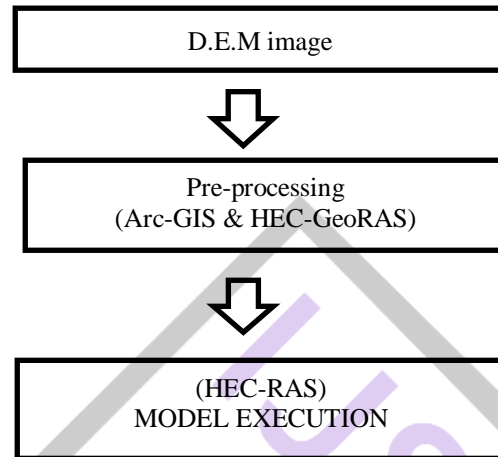 D.E.M image
Pre-processing
(Arc-GIS & HEC-GeoRAS)
(HEC-RAS)
MODEL EXECUTION